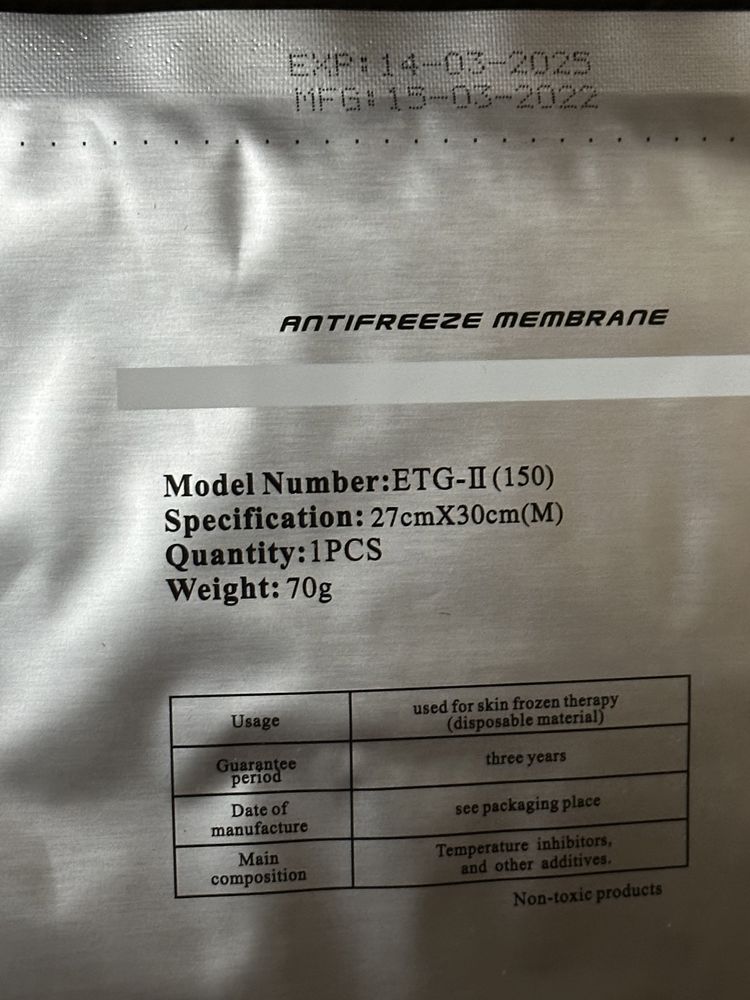 EXP: 14-03-2025
MFG: 15-03-2022
ANTIFREEZE MEMBRANE
Model Number:ETG-Ⅱ(150)
Specification: 27cmX30cm(M)
Quantity:1PCS
Weight: 70g
Usage
used for skin frozen therapy
(disposable material)
Guarantee
period
three years
Date of
manufacture
see packaging place
Main
composition
Temperature inhibitors,
and other additives.
Non-toxic products